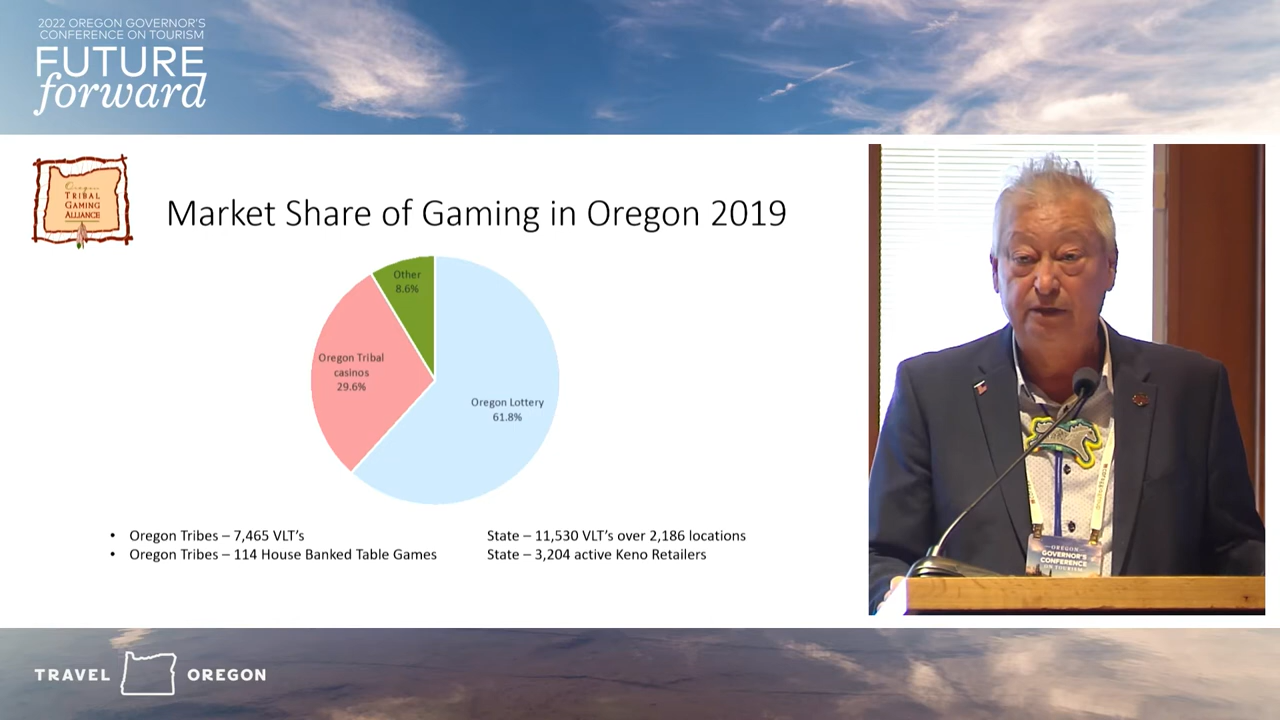 2022 OREGON GOVERNOR'S
CONFERENCE ON TOURISM
FUTURE
forward
Oregon
TRIBAL
GAMING
ALLIANCE
Market Share of Gaming in Oregon 2019
Other
8.6%
Oregon Tribal
casinos
29.6%
Oregon Lottery
61.8%
• Oregon Tribes – 7,465 VLT's
• Oregon Tribes – 114 House Banked Table Games
State – 11,530 VLT's over 2,186 locations
State – 3,204 active Keno Retailers
OREGON
GOVERNOR'S
CONFERENCE
ON TOURISM
TRAVEL OREGON